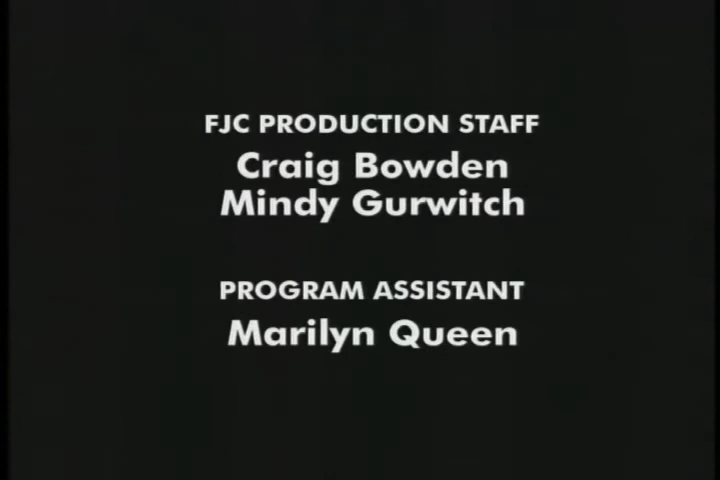 FJC PRODUCTION STAFF
Craig Bowden
Mindy Gurwitch
PROGRAM ASSISTANT
Marilyn Queen